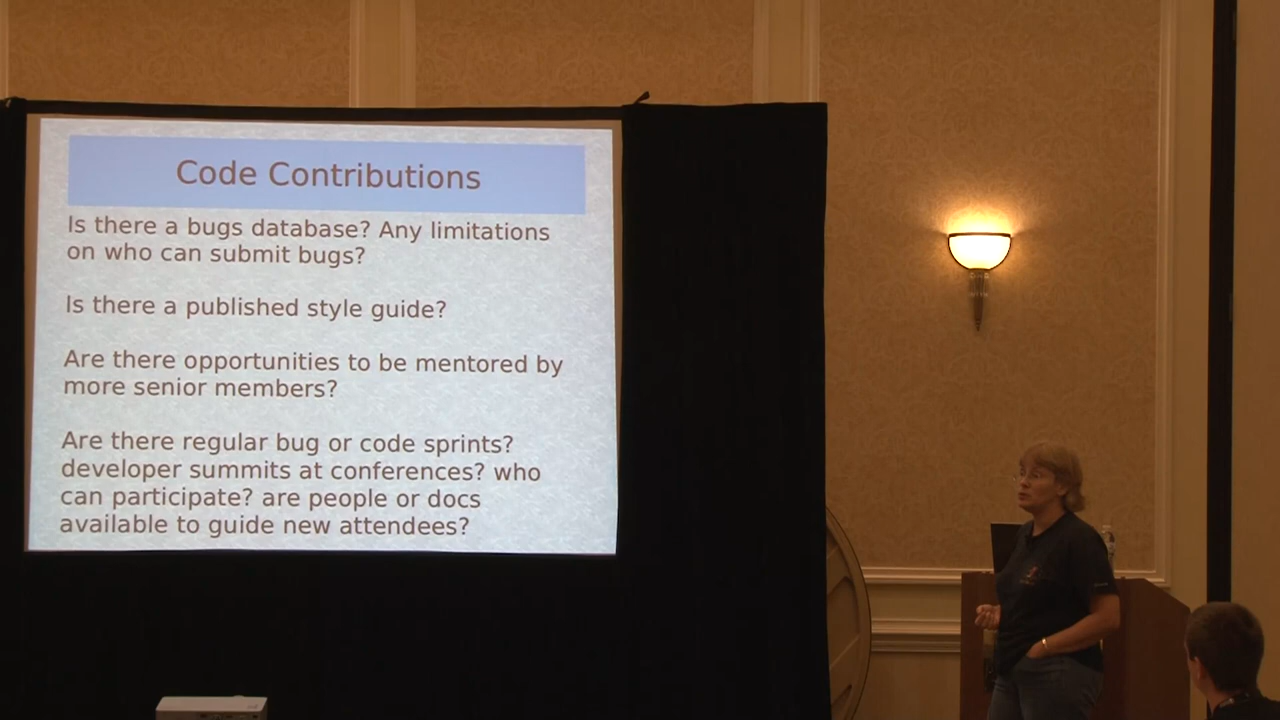 Code Contributions
Is there a bugs database? Any limitations
on who can submit bugs?
Is there a published style guide?
Are there opportunities to be mentored by
more senior members?
Are there regular bug or code sprints?
developer summits at conferences? who
can participate? are people or docs
available to guide new attendees?